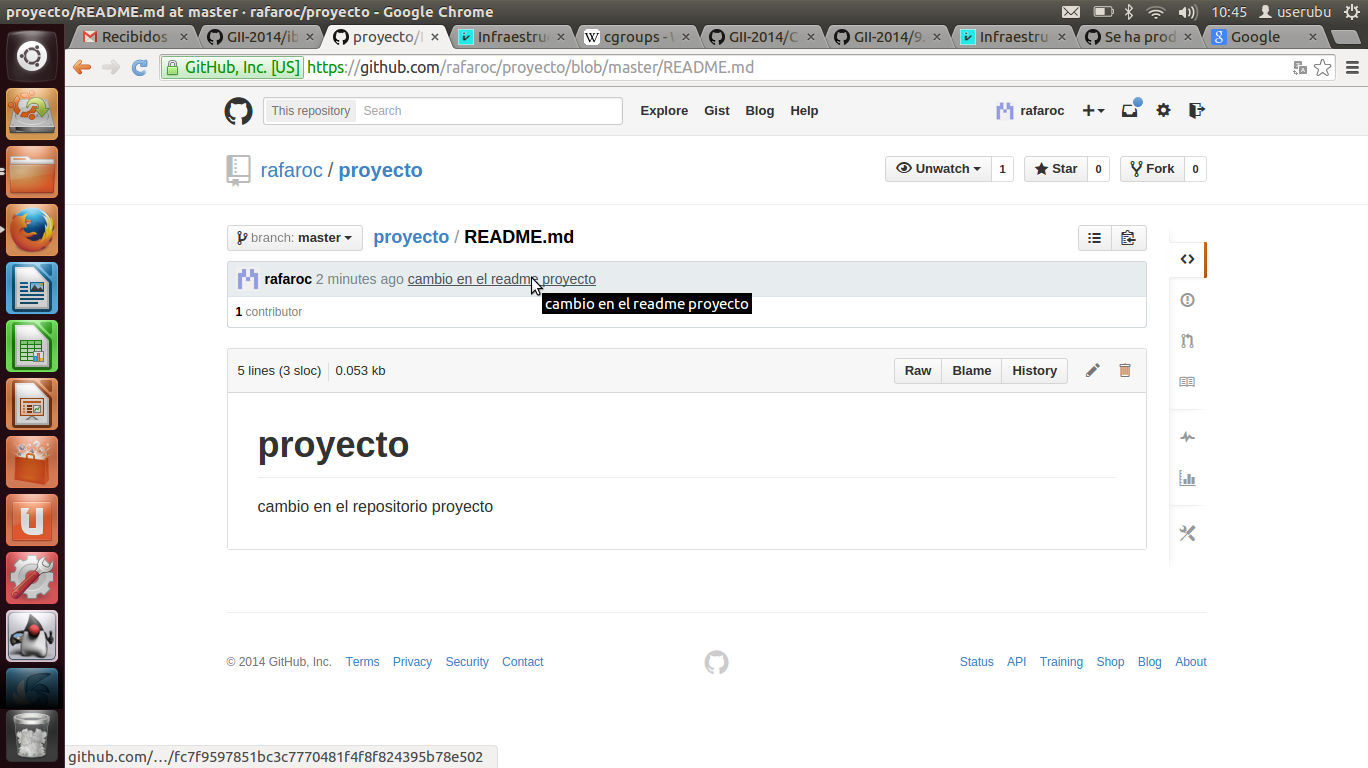 proyecto/README.md at master · rafaroc/proyecto - Google Chrome
10:45 userubu
Recibidos
GII-2014/ib
proyecto/
Infraestru
cgroups - W
GII-2014/C
GII-2014/9.
Infraestru
Se ha prod
Google
GitHub, Inc. [US] https://github.com/rafaroc/proyecto/blob/master/README.md
This repository Search Explore Gist Blog Help rafaroc
rafaroc / proyecto Unwatch 1 Star 0 Fork 0
branch: master proyecto / README.md
rafaroc 2 minutes ago cambio en el readme proyecto
cambio en el readme proyecto
1 contributor
5 lines (3 sloc) 0.053 kb Raw Blame History
proyecto
cambio en el repositorio proyecto
© 2014 GitHub, Inc. Terms Privacy Security Contact Status API Training Shop Blog About
github.com/…/fc7f9597851bc3c7770481f4f8f824395b78e502